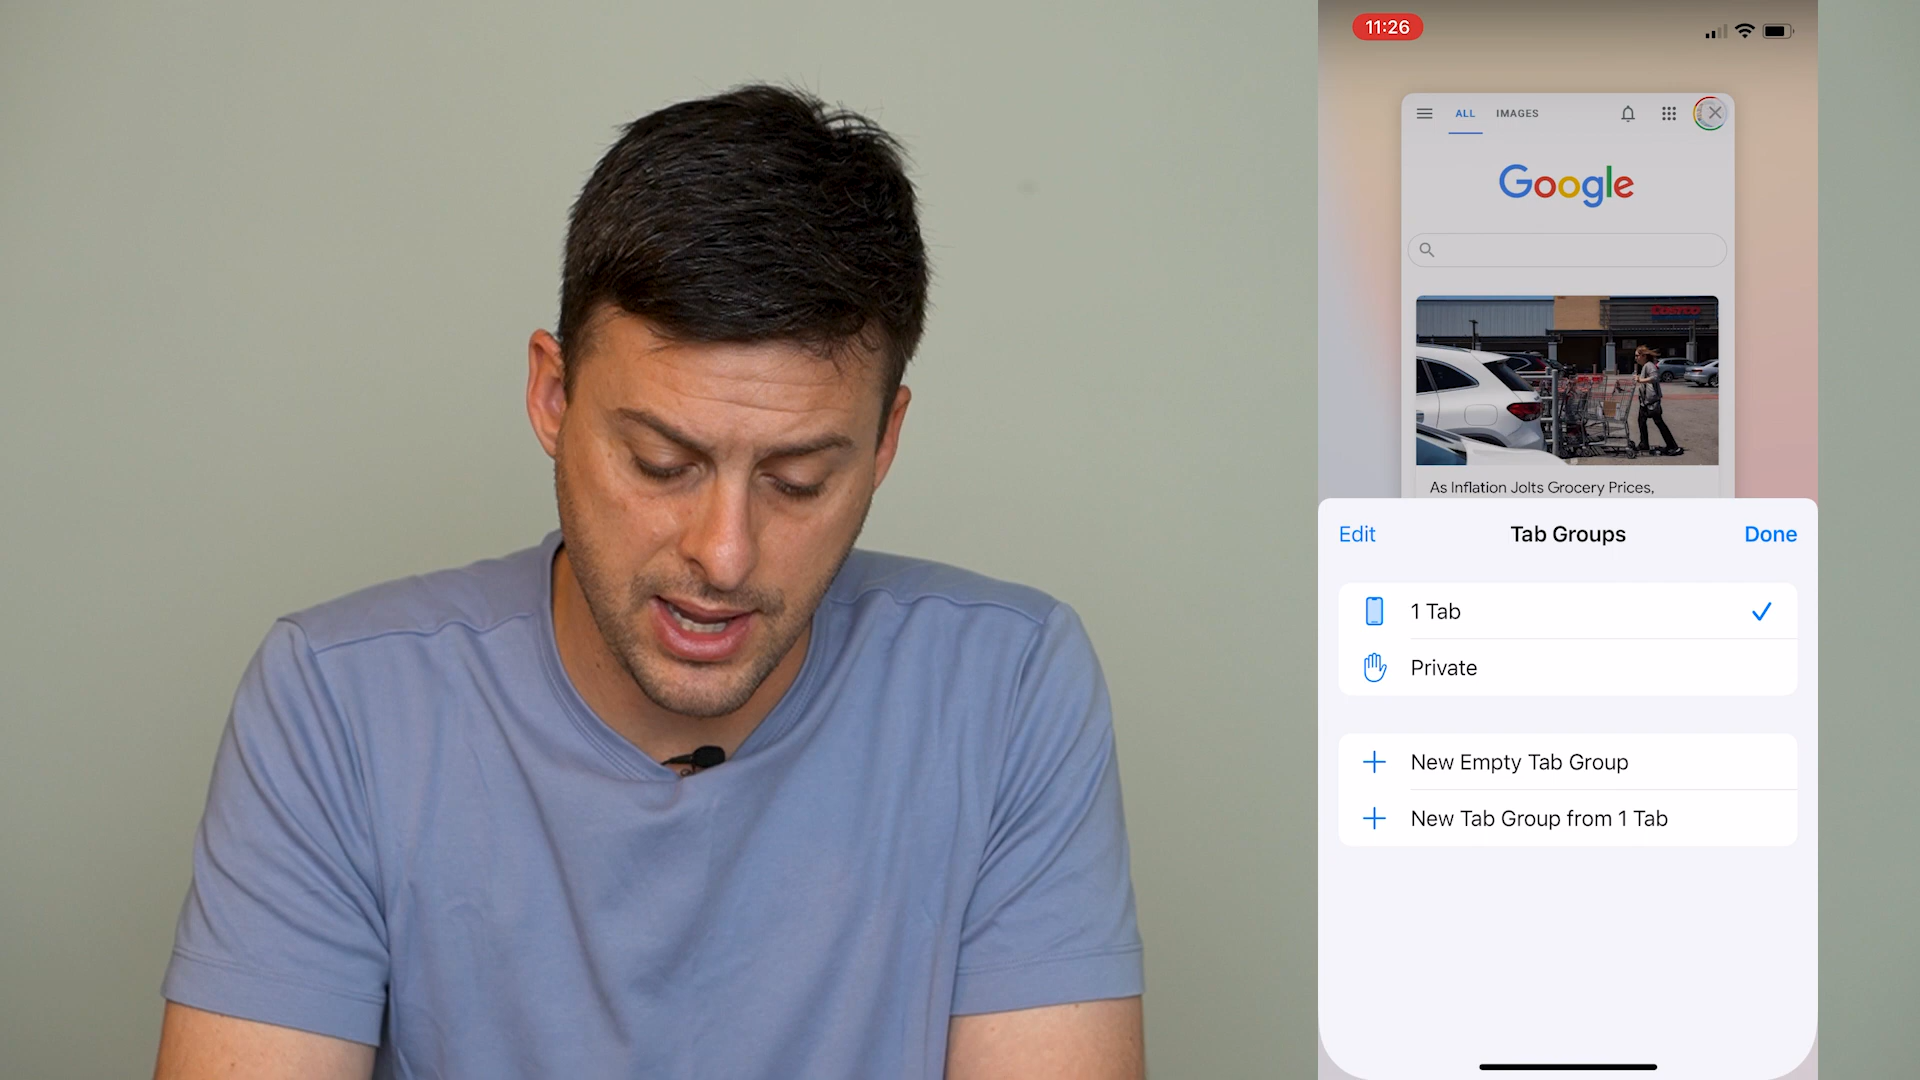 11:26
ALL IMAGES
Google
COSTCO
As Inflation Jolts Grocery Prices,
Edit Tab Groups Done
1 Tab
Private
New Empty Tab Group
New Tab Group from 1 Tab